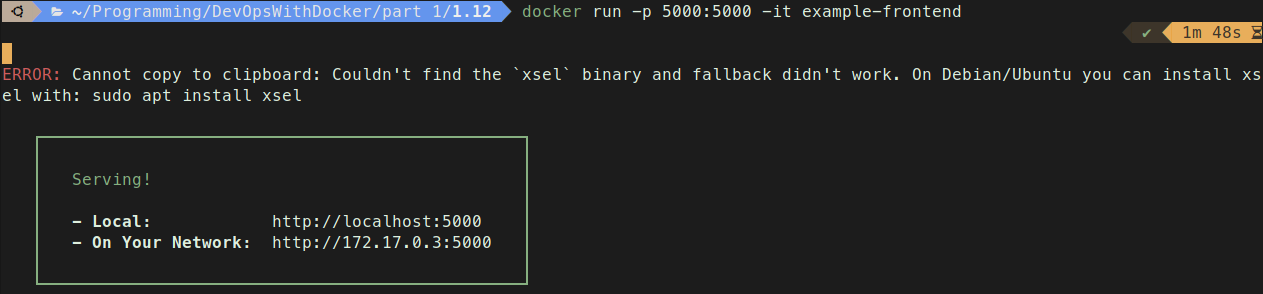 ~/Programming/DevOpsWithDocker/part 1/1.12 docker run -p 5000:5000 -it example-frontend
✔ 1m 48s
ERROR: Cannot copy to clipboard: Couldn't find the `xsel` binary and fallback didn't work. On Debian/Ubuntu you can install xs
el with: sudo apt install xsel
Serving!
- Local: http://localhost:5000
- On Your Network: http://172.17.0.3:5000